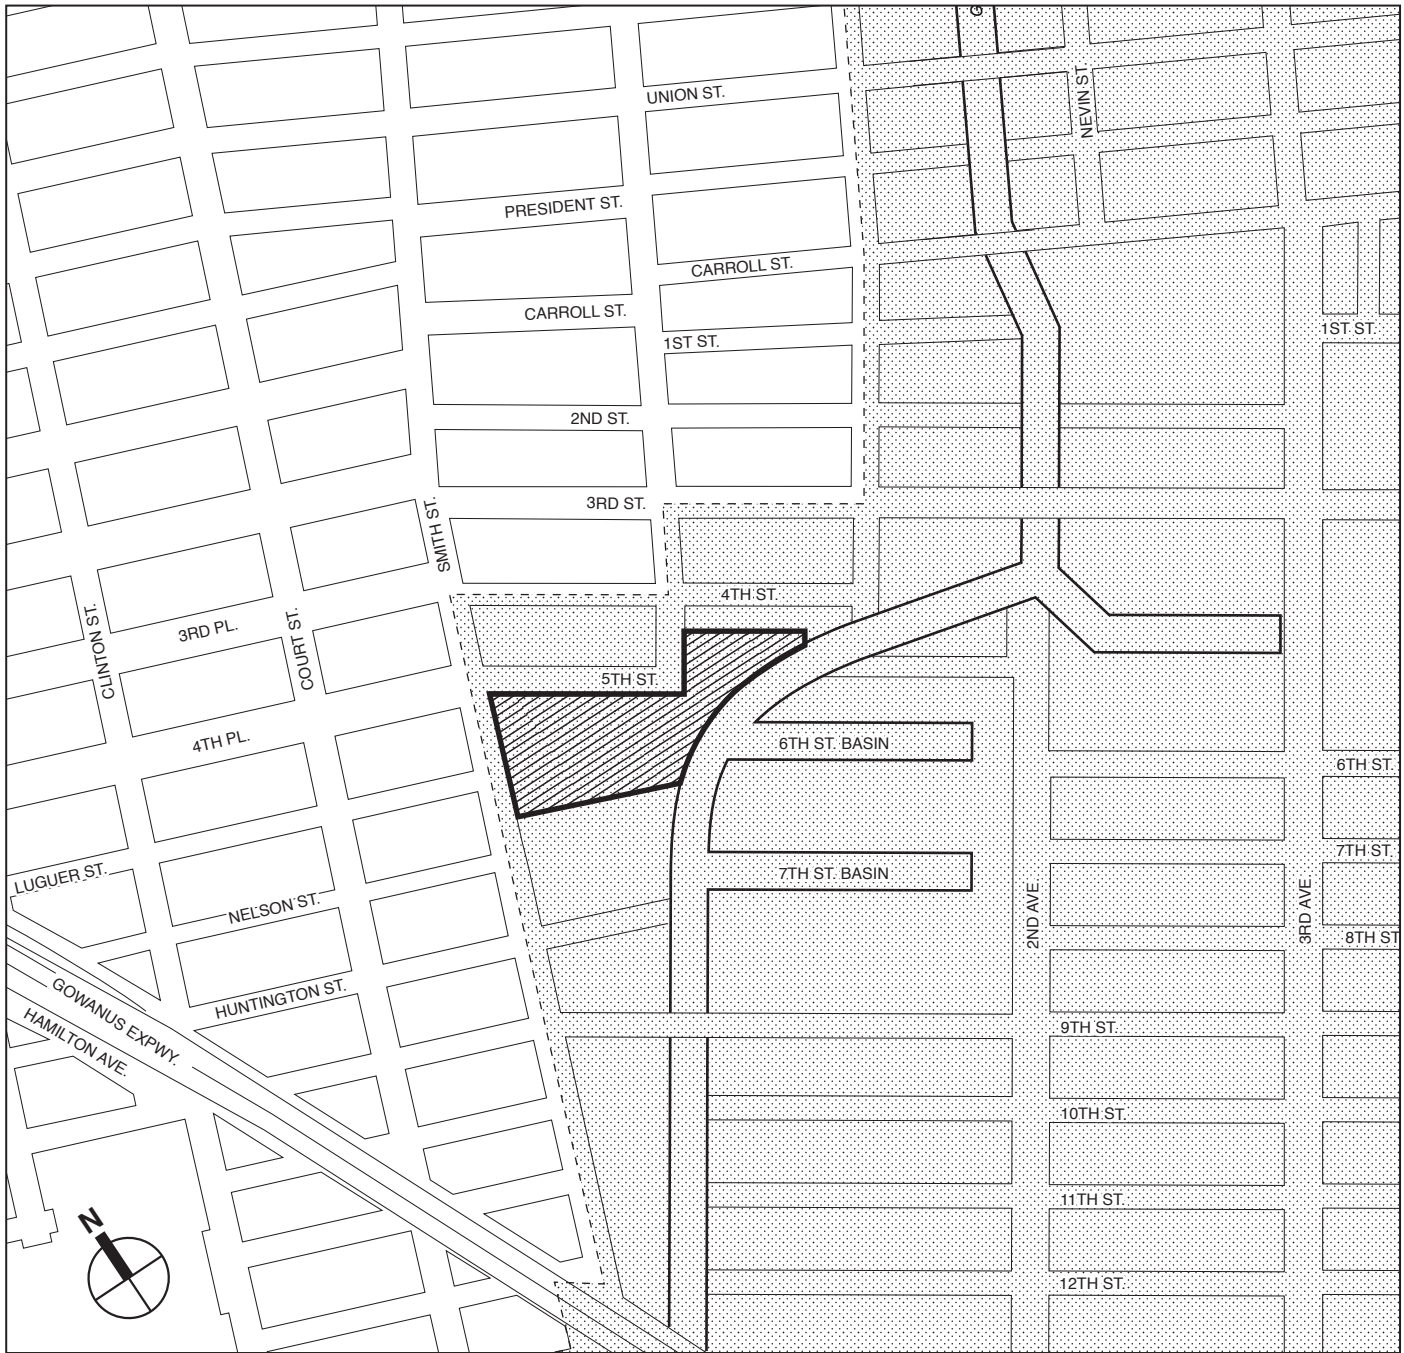 G
NEVIN ST.
UNION ST.
PRESIDENT ST.
CARROLL ST.
CARROLL ST.
1ST ST.
1ST ST.
2ND ST.
3RD ST.
SMITH ST.
4TH ST.
CLINTON ST.
3RD PL.
COURT ST.
5TH ST.
4TH PL.
6TH ST. BASIN
6TH ST.
7TH ST.
LUGUER ST.
7TH ST. BASIN
NELSON ST.
2ND AVE.
3RD AVE.
8TH ST
HUNTINGTON ST.
GOWANUS EXPWY.
HAMILTON AVE.
9TH ST.
10TH ST.
11TH ST.
N
12TH ST.